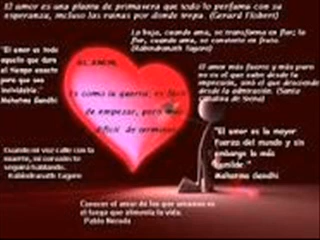 El amor es una planta de primavera que todo lo perfuma con su
esperanza, incluso las ruinas por donde trepa. (Gerard Flobert)
La hoja, cuando ama, se transforma en flor; la
flor, cuando ama, se convierte en fruto.
(Rabindranath Tagore)
"El amor es todo
aquello que dura
el tiempo exacto
para que sea
inolvidable."
Mahatma Gandhi
EL AMOR,
Es como la guerra, es fácil
de empezar, pero
difícil de terminar
El amor más fuerte y más puro
no es el que sube desde la
impresión, sino el que desciende
desde la admiración. (Santa
Catalina de Siena)
"El amor es la mayor
fuerza del mundo y sin
embargo la más
humilde."
Mahatma Gandhi
Cuando mi voz calle con la
muerte, mi corazón te
seguirá hablando.
Rabindranath Tagore
Conocer el amor de los que amamos es
el fuego que alimenta la vida.
Pablo Neruda